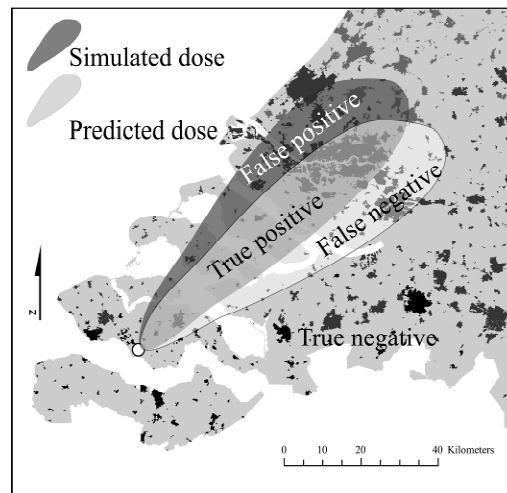 Simulated dose
Predicted dose
False positive
True positive
False negative
True negative
N
0 10 20 40 Kilometers